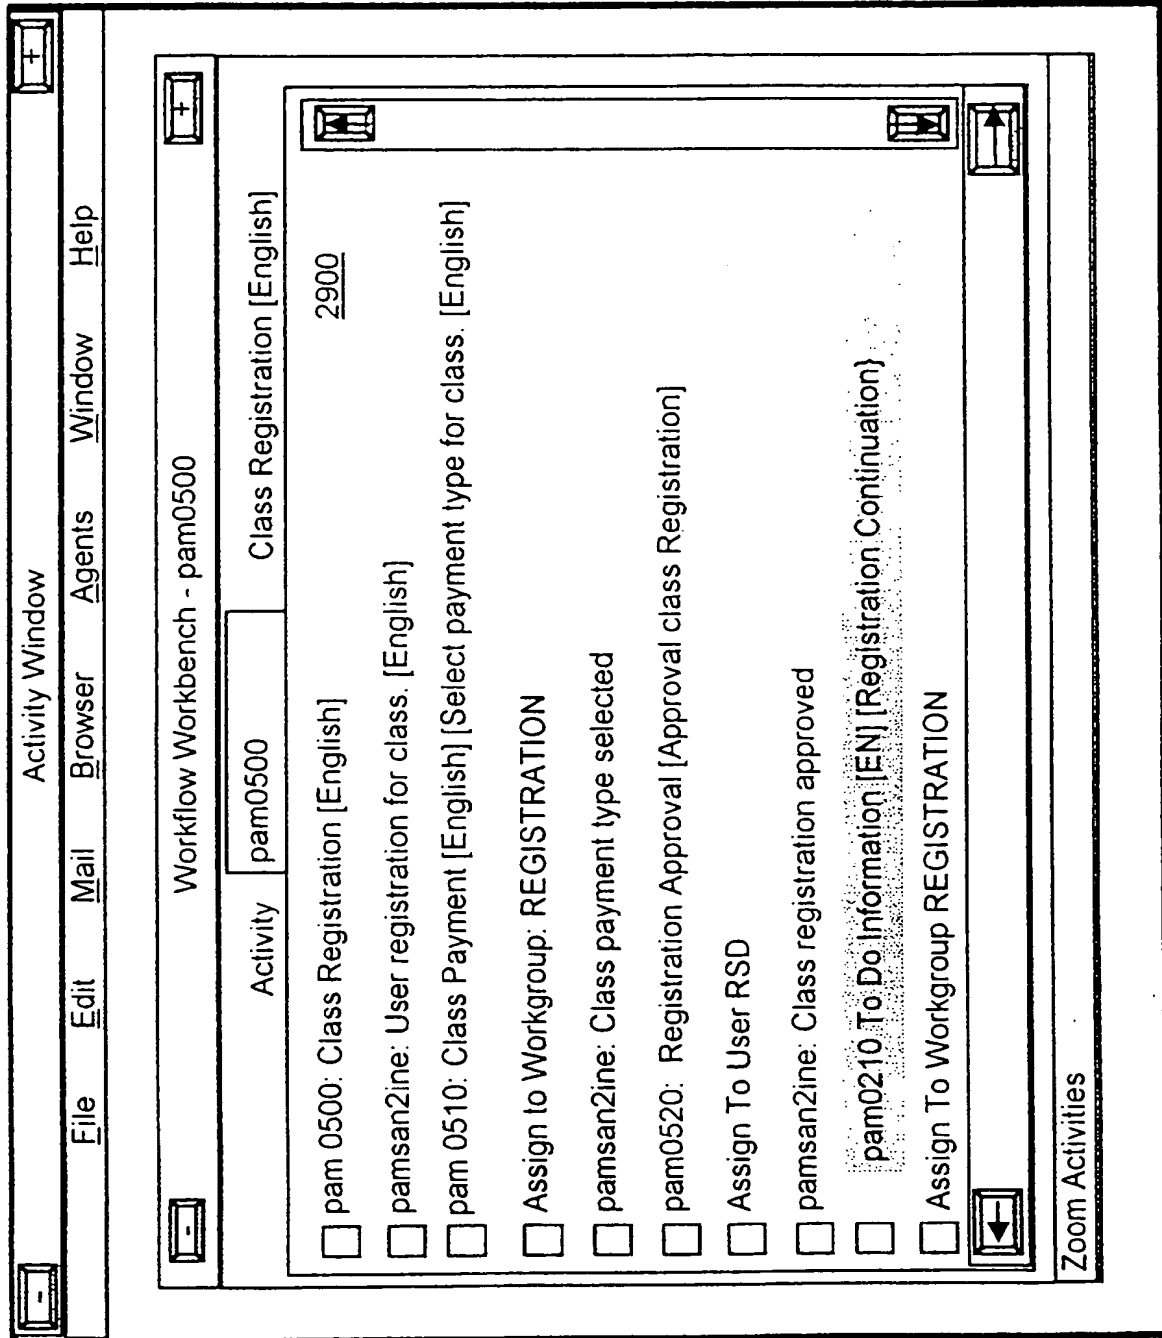 - Activity Window +
File Edit Mail Browser Agents Window Help
- Workflow Workbench - pam0500 +
Activity pam0500 Class Registration [English]
2900
pam 0500: Class Registration [English]
pamsan2ine: User registration for class. [English]
pam 0510: Class Payment [English] [Select payment type for class. [English]
Assign to Workgroup: REGISTRATION
pamsan2ine: Class payment type selected
pam0520: Registration Approval [Approval class Registration]
Assign To User RSD
pamsan2ine: Class registration approved
pam0210 To Do Information [EN] [Registration Continuation}
Assign To Workgroup REGISTRATION
Zoom Activities